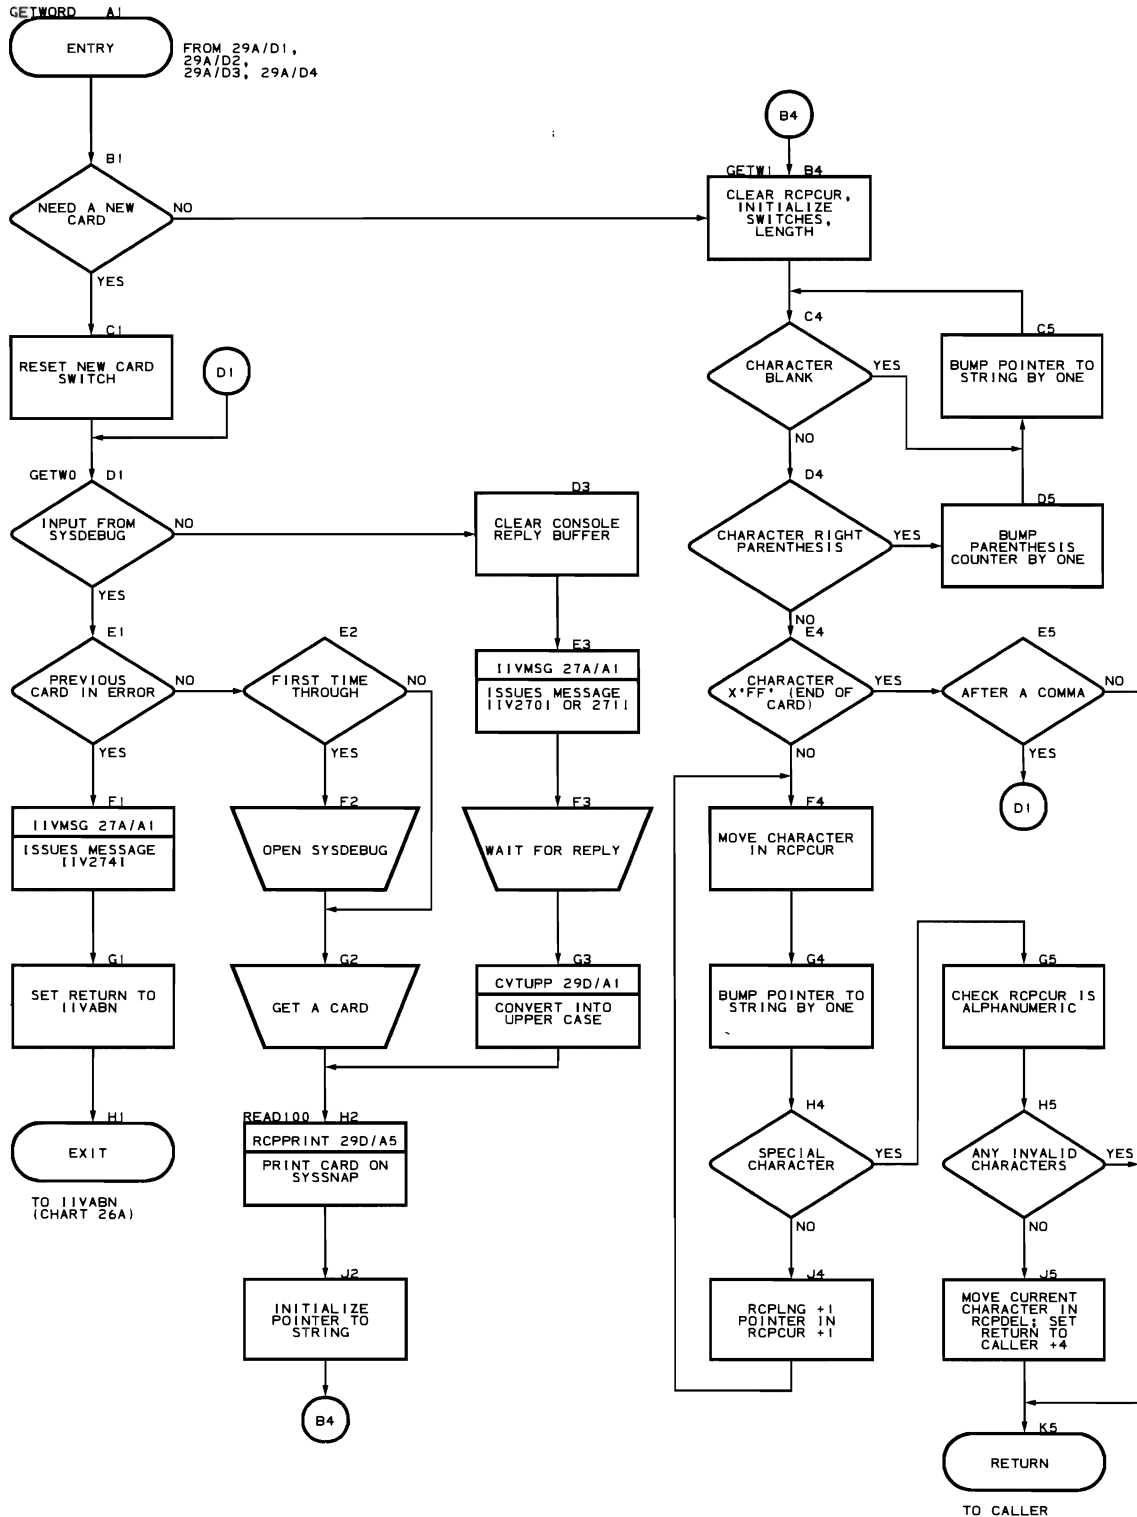 GETWORD A1
ENTRY
FROM 29A/D1,
29A/D2,
29A/D3, 29A/D4
B1
NEED A NEW
CARD
NO
YES
C1
RESET NEW CARD
SWITCH
D1
GETW0 D1
INPUT FROM
SYSDEBUG
NO
YES
E1
PREVIOUS
CARD IN ERROR
NO
YES
F1
IIVMSG 27A/A1
ISSUES MESSAGE
IIV274I
G1
SET RETURN TO
IIVABN
H1
EXIT
TO IIVABN
(CHART 26A)
E2
FIRST TIME
THROUGH
NO
YES
F2
OPEN SYSDEBUG
G2
GET A CARD
READ100 H2
RCPPRINT 29D/A5
PRINT CARD ON
SYSSNAP
J2
INITIALIZE
POINTER TO
STRING
B4
D3
CLEAR CONSOLE
REPLY BUFFER
E3
IIVMSG 27A/A1
ISSUES MESSAGE
IIV270I OR 271I
F3
WAIT FOR REPLY
G3
CVTUPP 29D/A1
CONVERT INTO
UPPER CASE
B4
GETW1 B4
CLEAR RCPCUR,
INITIALIZE
SWITCHES,
LENGTH
C4
CHARACTER
BLANK
YES
NO
D4
CHARACTER RIGHT
PARENTHESIS
YES
NO
E4
CHARACTER
X'FF' (END OF
CARD)
YES
NO
F4
MOVE CHARACTER
IN RCPCUR
G4
BUMP POINTER TO
STRING BY ONE
H4
SPECIAL
CHARACTER
YES
NO
J4
RCPLNG +1
POINTER IN
RCPCUR +1
C5
BUMP POINTER TO
STRING BY ONE
D5
BUMP
PARENTHESIS
COUNTER BY ONE
E5
AFTER A COMMA
NO
YES
D1
G5
CHECK RCPCUR IS
ALPHANUMERIC
H5
ANY INVALID
CHARACTERS
YES
NO
J5
MOVE CURRENT
CHARACTER IN
RCPDEL; SET
RETURN TO
CALLER +4
K5
RETURN
TO CALLER